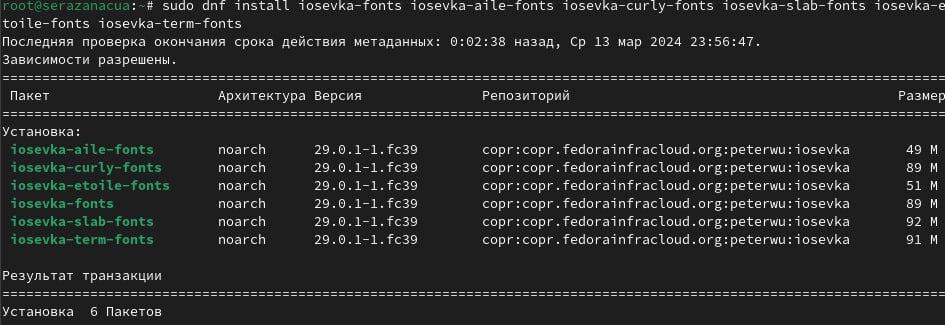 root@serazanacua:~# sudo dnf install iosevka-fonts iosevka-aile-fonts iosevka-curly-fonts iosevka-slab-fonts iosevka-e
toile-fonts iosevka-term-fonts
Последняя проверка окончания срока действия метаданных: 0:02:38 назад, Ср 13 мар 2024 23:56:47.
Зависимости разрешены.
================================================================================
Пакет Архитектура Версия Репозиторий Размер
================================================================================
Установка:
iosevka-aile-fonts noarch 29.0.1-1.fc39 copr:copr.fedorainfracloud.org:peterwu:iosevka 49 M
iosevka-curly-fonts noarch 29.0.1-1.fc39 copr:copr.fedorainfracloud.org:peterwu:iosevka 89 M
iosevka-etoile-fonts noarch 29.0.1-1.fc39 copr:copr.fedorainfracloud.org:peterwu:iosevka 51 M
iosevka-fonts noarch 29.0.1-1.fc39 copr:copr.fedorainfracloud.org:peterwu:iosevka 89 M
iosevka-slab-fonts noarch 29.0.1-1.fc39 copr:copr.fedorainfracloud.org:peterwu:iosevka 92 M
iosevka-term-fonts noarch 29.0.1-1.fc39 copr:copr.fedorainfracloud.org:peterwu:iosevka 91 M
Результат транзакции
================================================================================
Установка 6 Пакетов